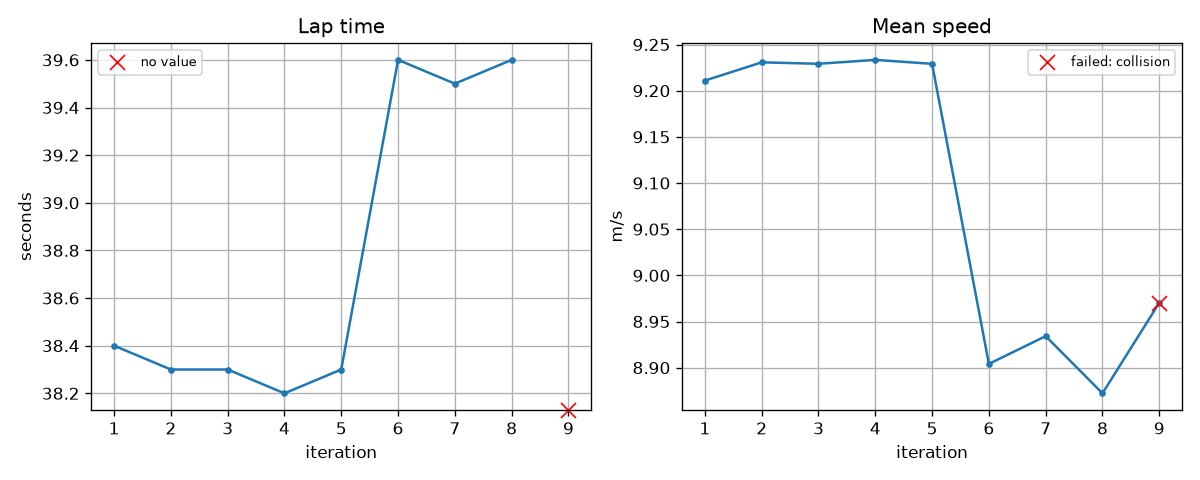 Lap time
39.6
39.4
39.2
39.0
38.8
38.6
38.4
38.2
seconds
no value
1 2 3 4 5 6 7 8 9
iteration
Mean speed
9.25
9.20
9.15
9.10
9.05
9.00
8.95
8.90
m/s
failed: collision
1 2 3 4 5 6 7 8 9
iteration